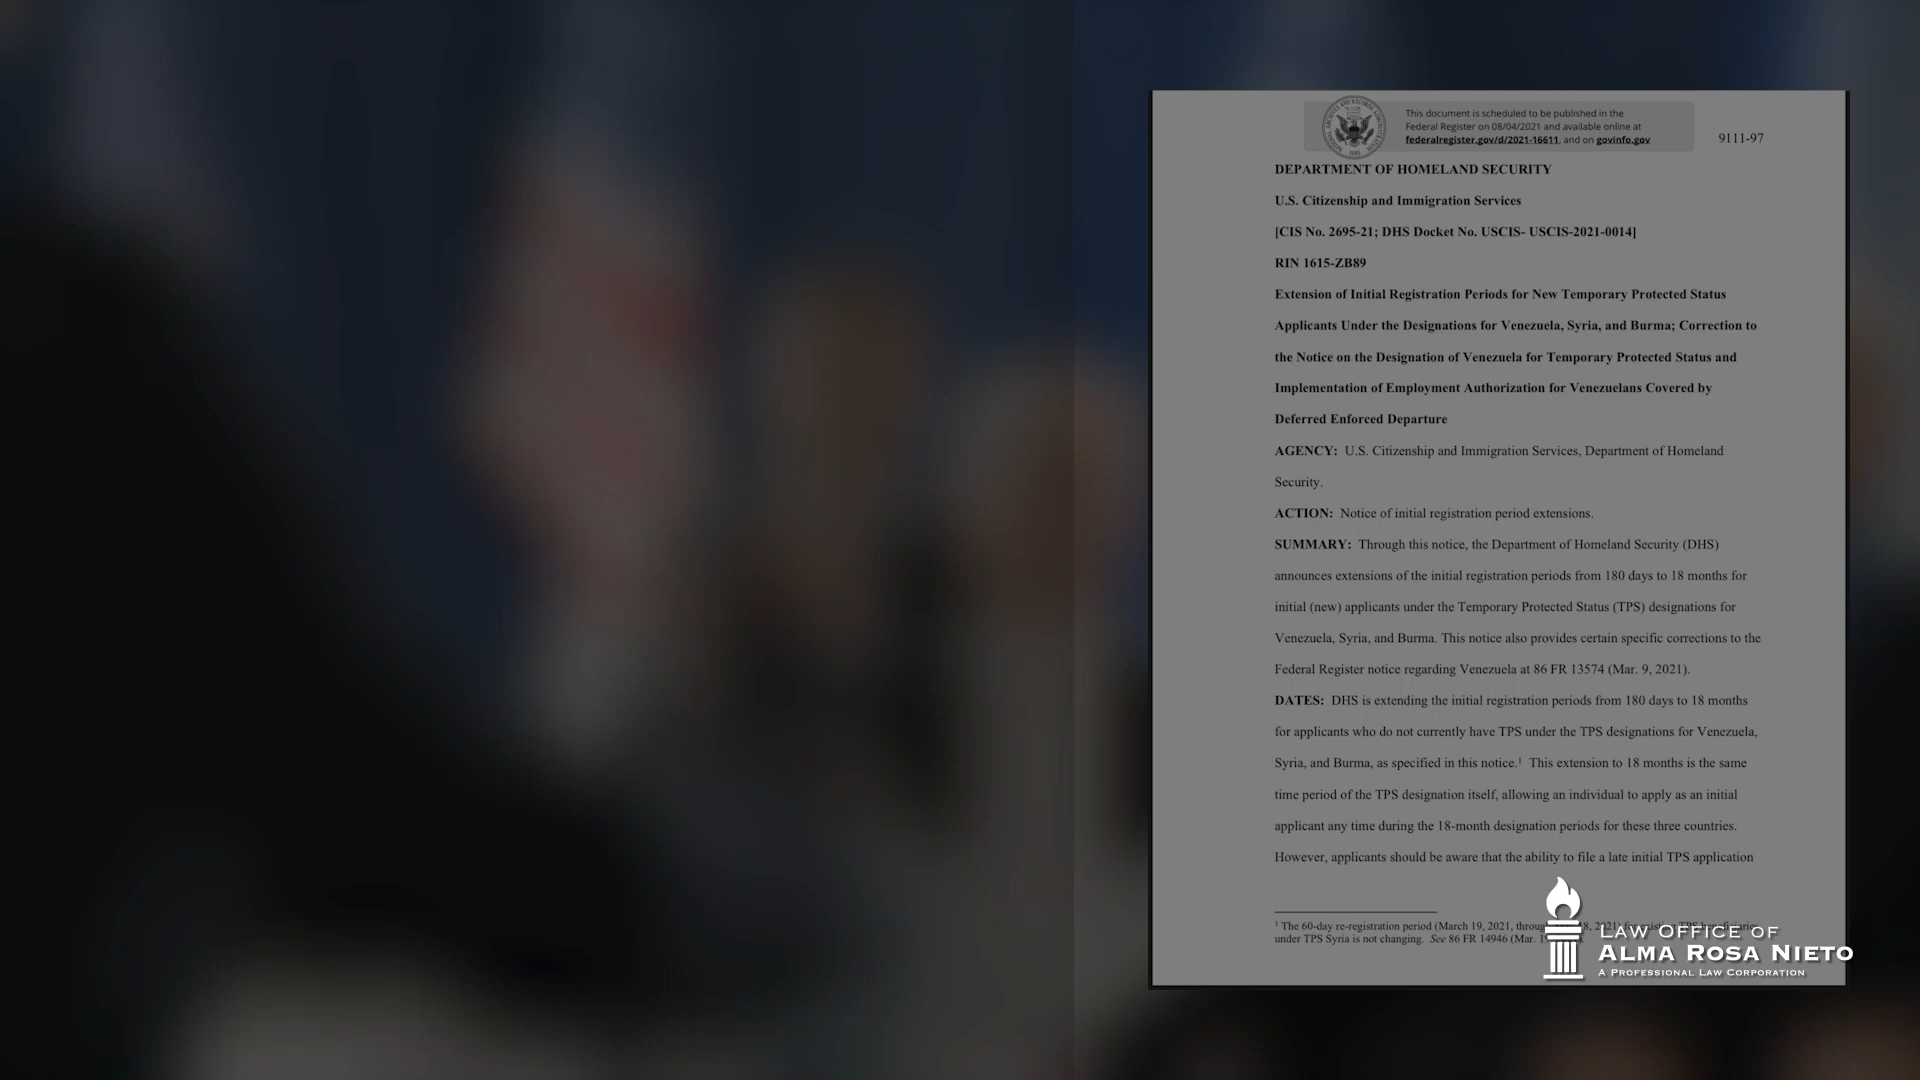 This document is scheduled to be published in the
Federal Register on 08/04/2021 and available online at
federalregister.gov/d/2021-16611, and on govinfo.gov
9111-97
DEPARTMENT OF HOMELAND SECURITY
U.S. Citizenship and Immigration Services
[CIS No. 2695-21; DHS Docket No. USCIS- USCIS-2021-0014]
RIN 1615-ZB89
Extension of Initial Registration Periods for New Temporary Protected Status
Applicants Under the Designations for Venezuela, Syria, and Burma; Correction to
the Notice on the Designation of Venezuela for Temporary Protected Status and
Implementation of Employment Authorization for Venezuelans Covered by
Deferred Enforced Departure
AGENCY: U.S. Citizenship and Immigration Services, Department of Homeland
Security.
ACTION: Notice of initial registration period extensions.
SUMMARY: Through this notice, the Department of Homeland Security (DHS)
announces extensions of the initial registration periods from 180 days to 18 months for
initial (new) applicants under the Temporary Protected Status (TPS) designations for
Venezuela, Syria, and Burma. This notice also provides certain specific corrections to the
Federal Register notice regarding Venezuela at 86 FR 13574 (Mar. 9, 2021).
DATES: DHS is extending the initial registration periods from 180 days to 18 months
for applicants who do not currently have TPS under the TPS designations for Venezuela,
Syria, and Burma, as specified in this notice.¹ This extension to 18 months is the same
time period of the TPS designation itself, allowing an individual to apply as an initial
applicant any time during the 18-month designation periods for these three countries.
However, applicants should be aware that the ability to file a late initial TPS application
¹ The 60-day re-registration period (March 19, 2021,
under TPS Syria is not changing. See 86 FR 14946 (Mar.
LAW OFFICE OF
ALMA ROSA NIETO
A PROFESSIONAL LAW CORPORATION